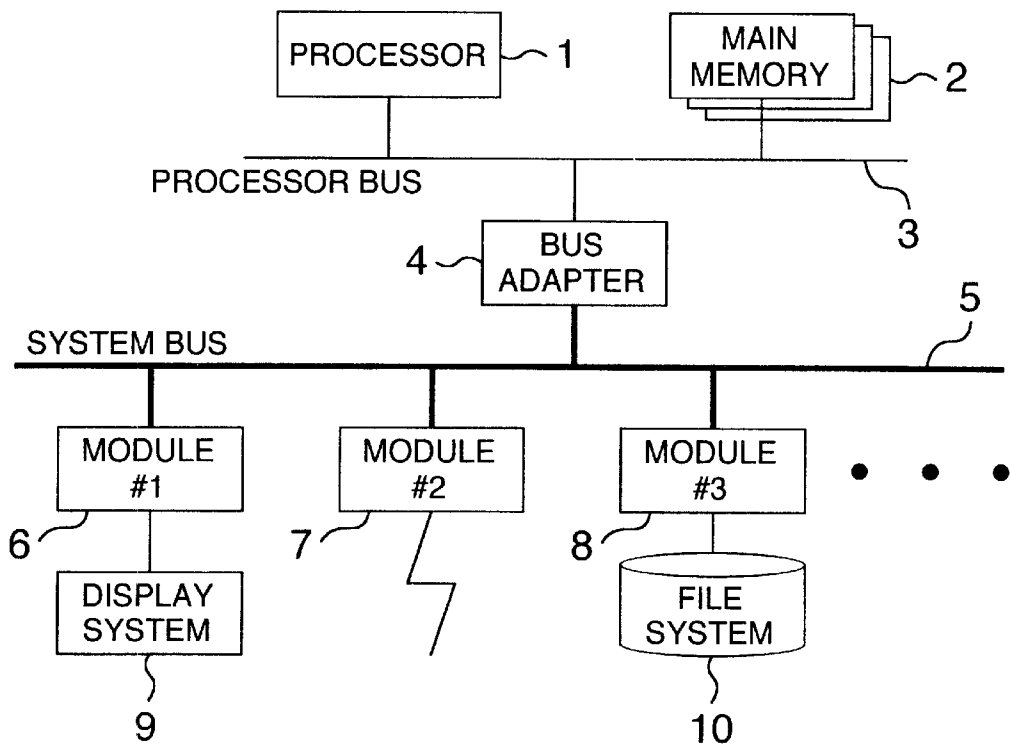 PROCESSOR
1
MAIN
MEMORY
2
PROCESSOR BUS
3
4
BUS
ADAPTER
SYSTEM BUS
5
MODULE
#1
MODULE
#2
MODULE
#3
6
7
8
DISPLAY
SYSTEM
FILE
SYSTEM
9
10